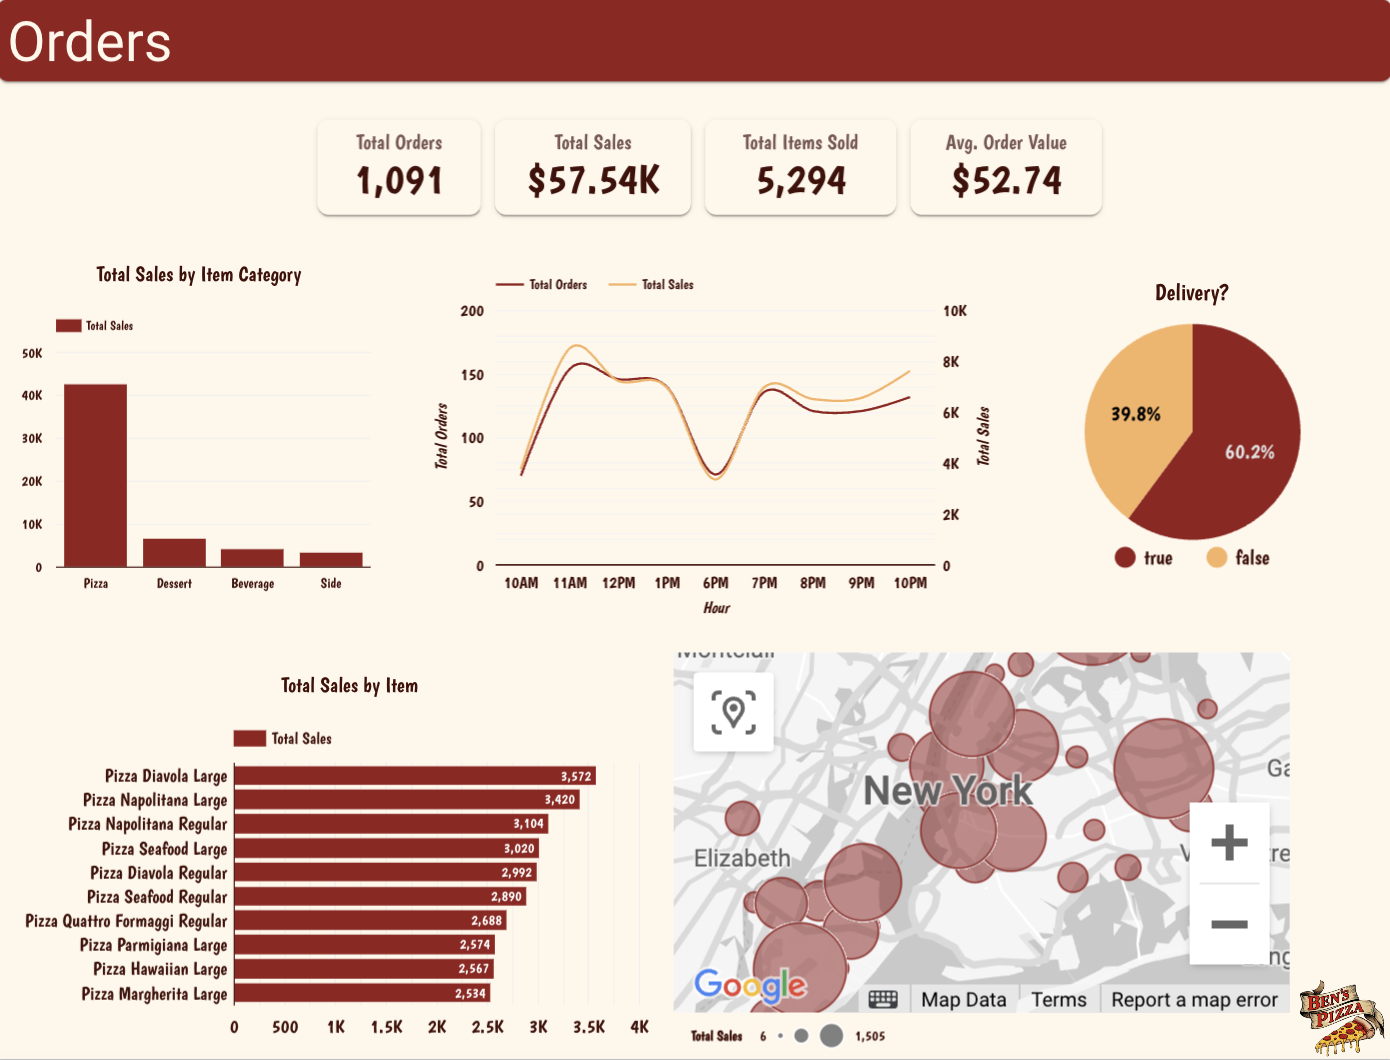 Orders
Total Orders
1,091
Total Sales
$57.54K
Total Items Sold
5,294
Avg. Order Value
$52.74
Total Sales by Item Category
Total Sales
50K
40K
30K
20K
10K
0
Pizza Dessert Beverage Side
Total Orders Total Sales
200
150
100
50
0
Total Orders
10K
8K
6K
4K
2K
0
Total Sales
10AM 11AM 12PM 1PM 6PM 7PM 8PM 9PM 10PM
Hour
Delivery?
39.8%
60.2%
true false
Total Sales by Item
Total Sales
Pizza Diavola Large 3,572
Pizza Napolitana Large 3,420
Pizza Napolitana Regular 3,104
Pizza Seafood Large 3,020
Pizza Diavola Regular 2,992
Pizza Seafood Regular 2,890
Pizza Quattro Formaggi Regular 2,688
Pizza Parmigiana Large 2,574
Pizza Hawaiian Large 2,567
Pizza Margherita Large 2,534
0 500 1K 1.5K 2K 2.5K 3K 3.5K 4K
New York
Elizabeth
Google
Map Data Terms Report a map error
Total Sales 6 1,505
BEN'S
PIZZA